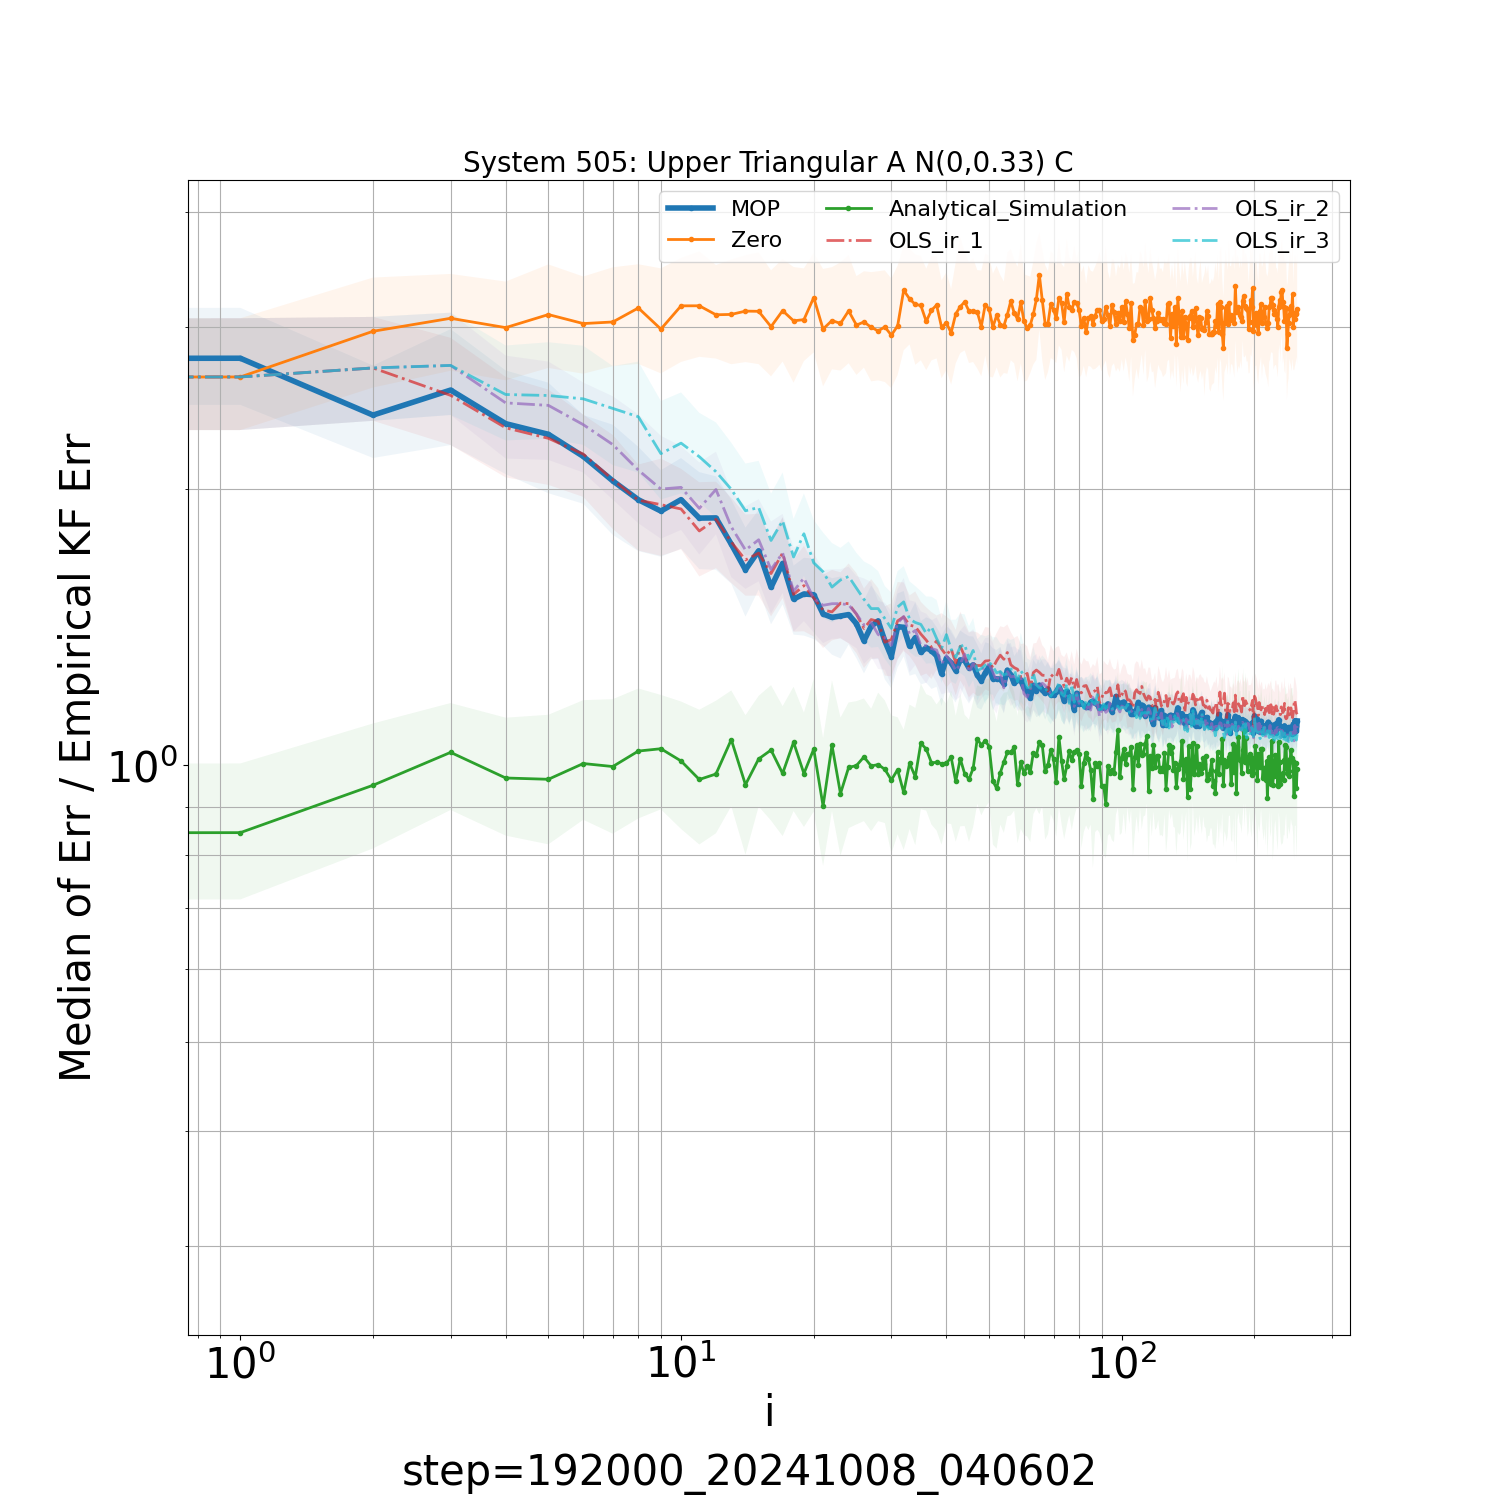 System 505: Upper Triangular A N(0,0.33) C
MOP
Zero
Analytical_Simulation
OLS_ir_1
OLS_ir_2
OLS_ir_3
Median of Err / Empirical KF Err
10⁰
10⁰
10¹
10²
i
step=192000_20241008_040602